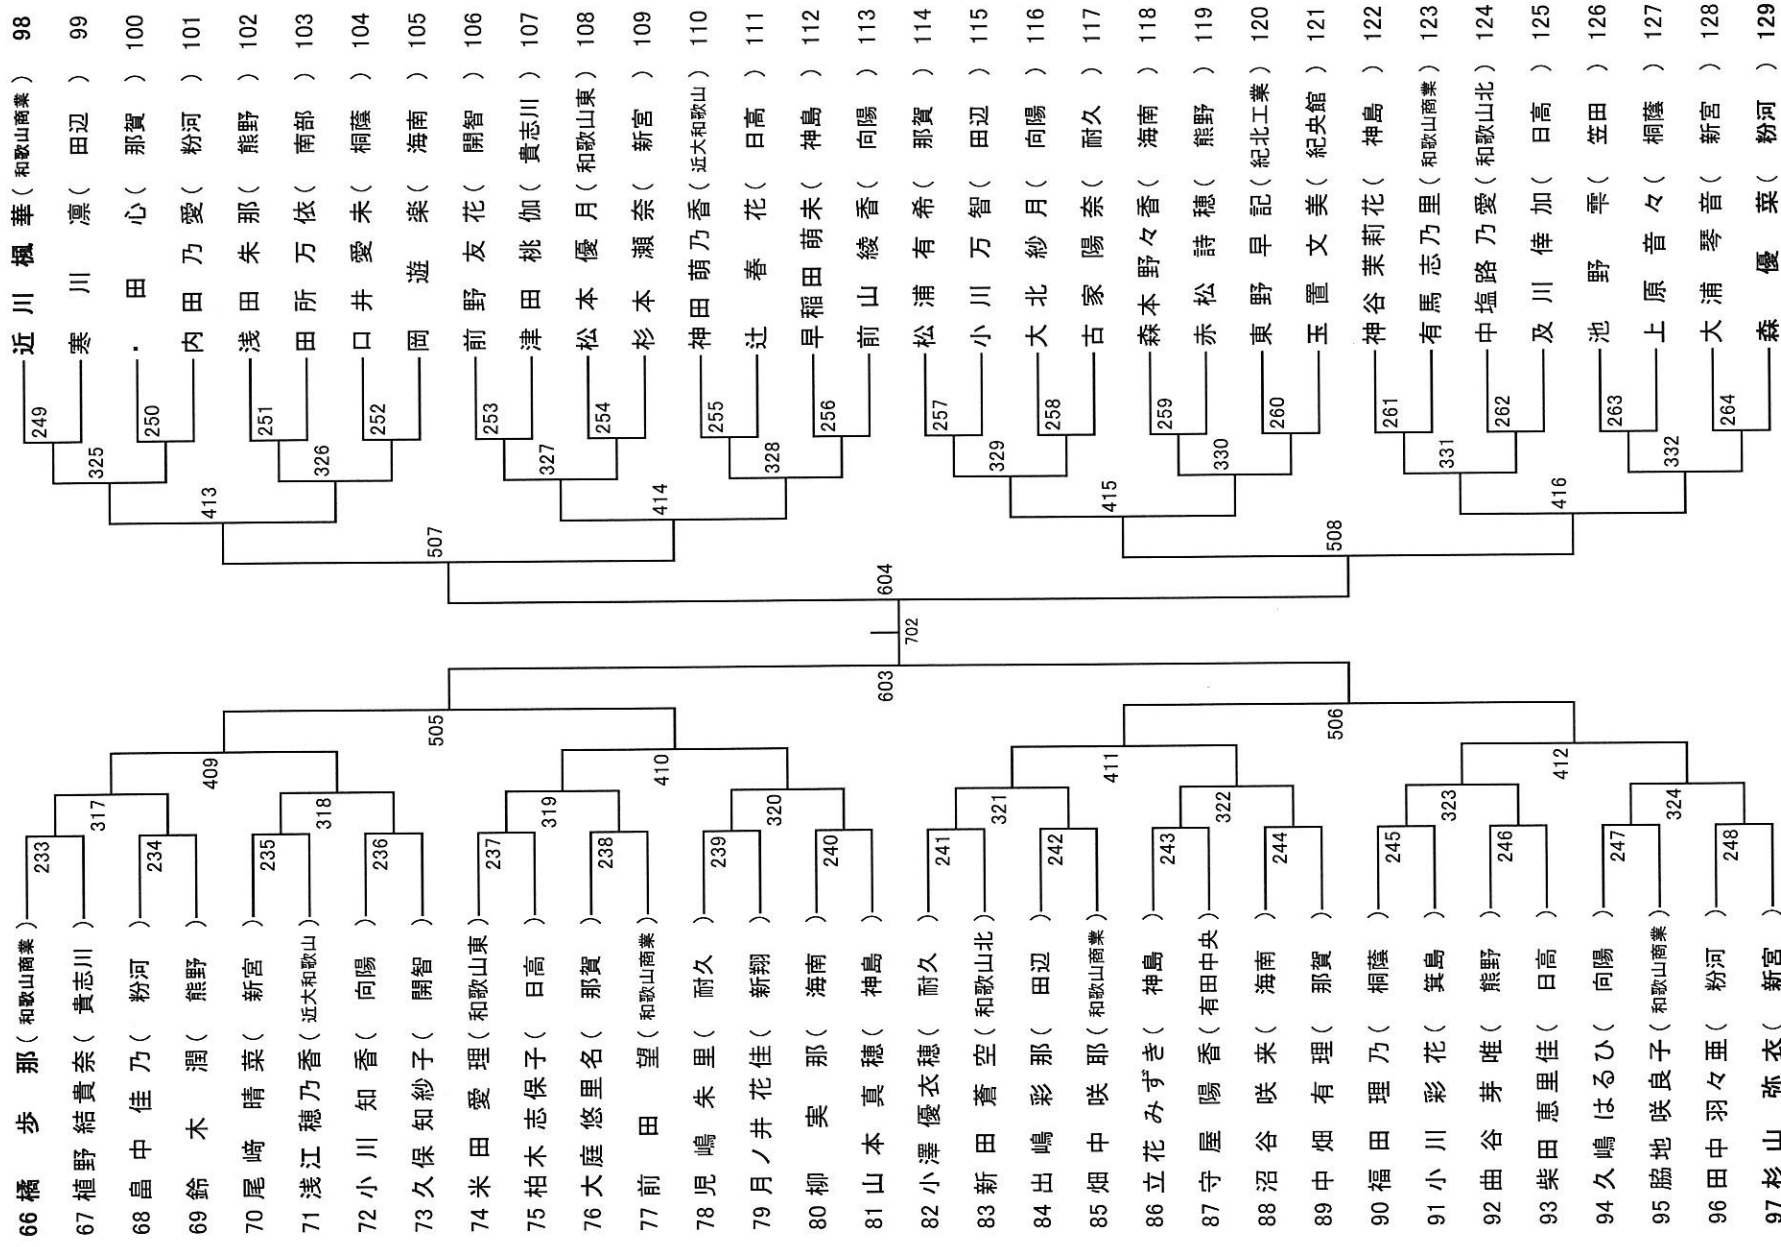 66 橘 歩 那 ( 和歌山商業 )
67 植野 結貴奈 ( 貴志川 )
68 畠中 佳乃 ( 粉河 )
69 鈴木 潤 ( 熊野 )
70 尾﨑 晴菜 ( 新宮 )
71 浅江 穂乃香 ( 近大和歌山 )
72 小川 知香 ( 向陽 )
73 久保 知紗子 ( 開智 )
74 米田 愛理 ( 和歌山東 )
75 柏木 志保子 ( 日高 )
76 大庭 悠里名 ( 那賀 )
77 前田 望 ( 和歌山商業 )
78 児嶋 朱里 ( 耐久 )
79 月ノ井 花佳 ( 新翔 )
80 柳 実那 ( 海南 )
81 山本 真穂 ( 神島 )
82 小澤 優衣穂 ( 耐久 )
83 新田 蒼空 ( 和歌山北 )
84 出嶋 彩那 ( 田辺 )
85 畑中 咲耶 ( 和歌山商業 )
86 立花 みずき ( 神島 )
87 守屋 陽香 ( 有田中央 )
88 沼谷 咲来 ( 海南 )
89 中畑 有理 ( 那賀 )
90 福田 理乃 ( 桐蔭 )
91 小川 彩花 ( 箕島 )
92 曲谷 芽唯 ( 熊野 )
93 柴田 恵里佳 ( 日高 )
94 久嶋 はるひ ( 向陽 )
95 脇地 咲良子 ( 和歌山商業 )
96 田中 羽々亜 ( 粉河 )
97 杉山 弥衣 ( 新宮 )
233
234
235
236
237
238
239
240
241
242
243
244
245
246
247
248
317
318
319
320
321
322
323
324
409
410
411
412
505
506
603
702
604
507
508
413
414
415
416
325
326
327
328
329
330
331
332
249
250
251
252
253
254
255
256
257
258
259
260
261
262
263
264
近川 楓華 ( 和歌山商業 ) 98
寒川 凛 ( 田辺 ) 99
・田 心 ( 那賀 ) 100
内田 乃愛 ( 粉河 ) 101
浅田 朱那 ( 熊野 ) 102
田所 万依 ( 南部 ) 103
口井 愛未 ( 桐蔭 ) 104
岡 遊楽 ( 海南 ) 105
前野 友花 ( 開智 ) 106
津田 桃伽 ( 貴志川 ) 107
松本 優月 ( 和歌山東 ) 108
杉本 瀬奈 ( 新宮 ) 109
神田 萌乃香 ( 近大和歌山 ) 110
辻 春花 ( 日高 ) 111
早稲田 萌未 ( 神島 ) 112
前山 綾香 ( 向陽 ) 113
松浦 有希 ( 那賀 ) 114
小川 万智 ( 田辺 ) 115
大北 紗月 ( 向陽 ) 116
古家 陽奈 ( 耐久 ) 117
森本 野々香 ( 海南 ) 118
赤松 詩穂 ( 熊野 ) 119
東野 早記 ( 紀北工業 ) 120
玉置 文美 ( 紀央館 ) 121
神谷 茉莉花 ( 神島 ) 122
有馬 志乃里 ( 和歌山商業 ) 123
中塩路 乃愛 ( 和歌山北 ) 124
及川 倖加 ( 日高 ) 125
池野 雫 ( 笠田 ) 126
上原 音々 ( 桐蔭 ) 127
大浦 琴音 ( 新宮 ) 128
森 優菜 ( 粉河 ) 129